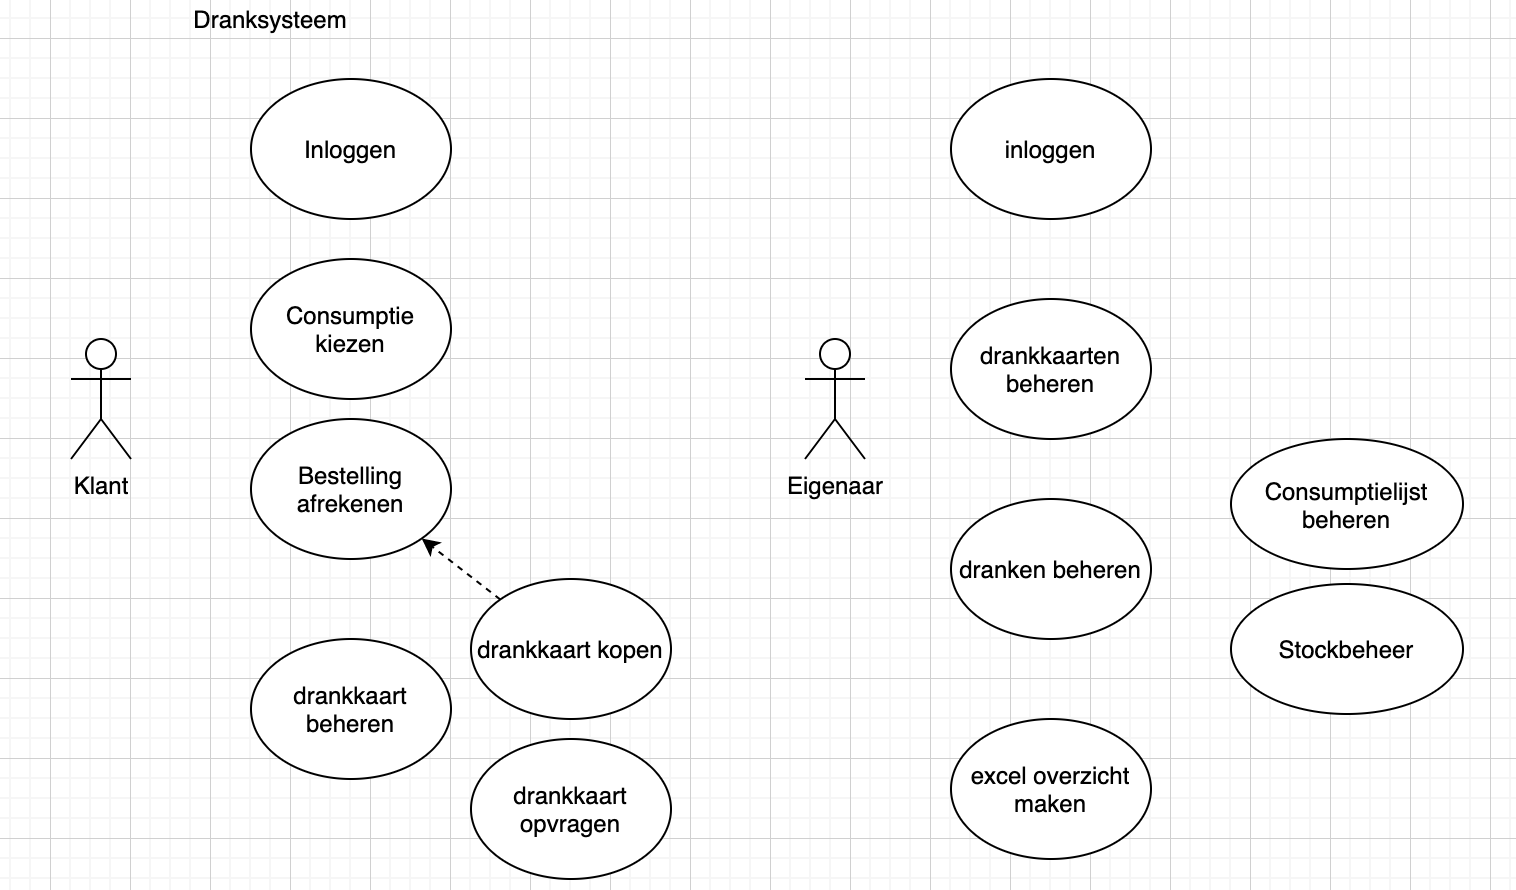 Dranksysteem
Inloggen
Consumptie
kiezen
Klant
Bestelling
afrekenen
drankkaart kopen
drankkaart
beheren
drankkaart
opvragen
inloggen
drankkaarten
beheren
Eigenaar
dranken beheren
Consumptielijst
beheren
Stockbeheer
excel overzicht
maken